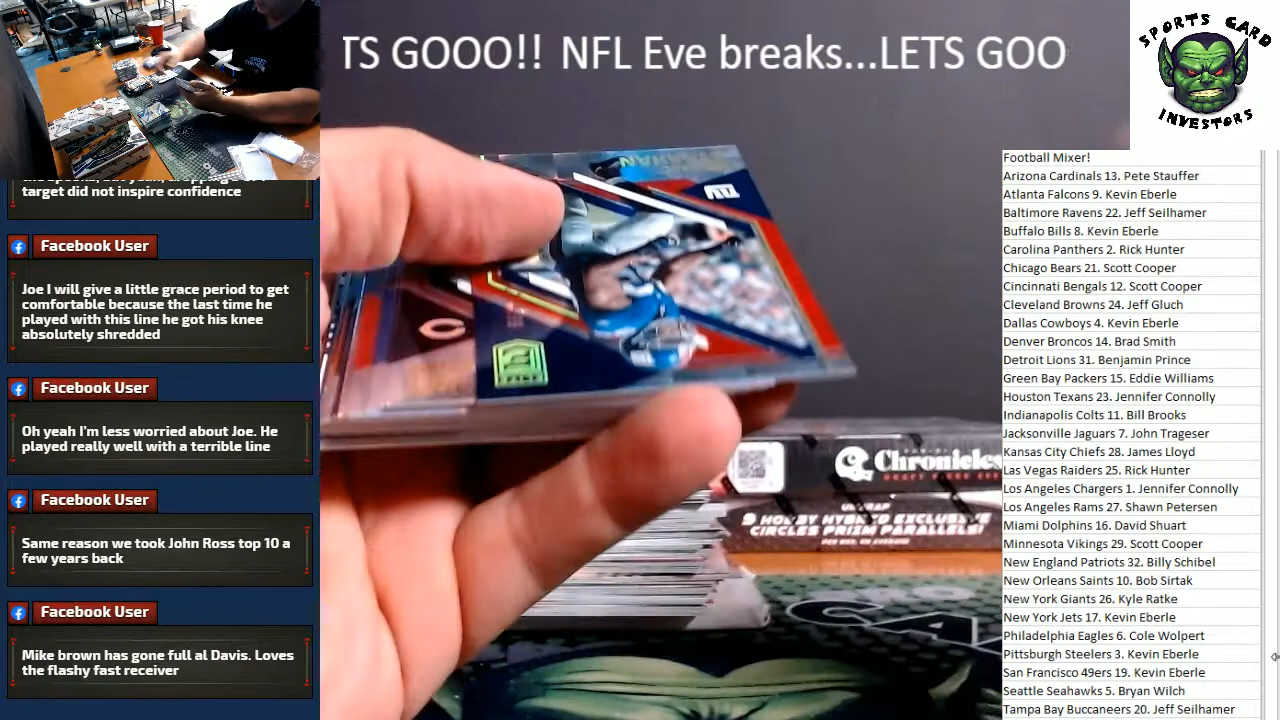 TS GOOO!! NFL Eve breaks...LETS GOO
SPORTS CARD
INVESTORS
target did not inspire confidence
Facebook User
Joe I will give a little grace period to get
comfortable because the last time he
played with this line he got his knee
absolutely shredded
Facebook User
Oh yeah I'm less worried about Joe. He
played really well with a terrible line
Facebook User
Same reason we took John Ross top 10 a
few years back
Facebook User
Mike brown has gone full al Davis. Loves
the flashy fast receiver
Chronicles
DRAFT PICKS
9 HOBBY HYBRID EXCLUSIVE
CIRCLES PRIZM PARALLELS!
CA
Football Mixer!
Arizona Cardinals 13. Pete Stauffer
Atlanta Falcons 9. Kevin Eberle
Baltimore Ravens 22. Jeff Seilhamer
Buffalo Bills 8. Kevin Eberle
Carolina Panthers 2. Rick Hunter
Chicago Bears 21. Scott Cooper
Cincinnati Bengals 12. Scott Cooper
Cleveland Browns 24. Jeff Gluch
Dallas Cowboys 4. Kevin Eberle
Denver Broncos 14. Brad Smith
Detroit Lions 31. Benjamin Prince
Green Bay Packers 15. Eddie Williams
Houston Texans 23. Jennifer Connolly
Indianapolis Colts 11. Bill Brooks
Jacksonville Jaguars 7. John Trageser
Kansas City Chiefs 28. James Lloyd
Las Vegas Raiders 25. Rick Hunter
Los Angeles Chargers 1. Jennifer Connolly
Los Angeles Rams 27. Shawn Petersen
Miami Dolphins 16. David Shuart
Minnesota Vikings 29. Scott Cooper
New England Patriots 32. Billy Schibel
New Orleans Saints 10. Bob Sirtak
New York Giants 26. Kyle Ratke
New York Jets 17. Kevin Eberle
Philadelphia Eagles 6. Cole Wolpert
Pittsburgh Steelers 3. Kevin Eberle
San Francisco 49ers 19. Kevin Eberle
Seattle Seahawks 5. Bryan Wilch
Tampa Bay Buccaneers 20. Jeff Seilhamer